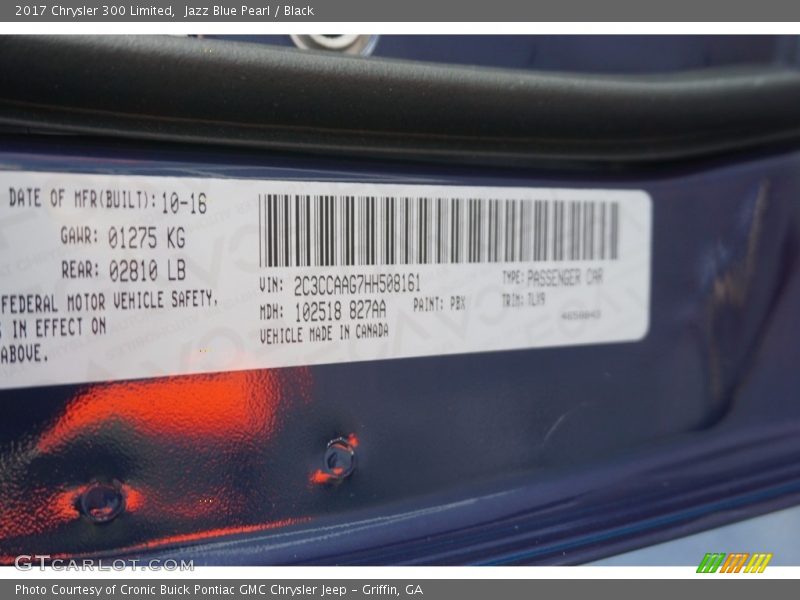 2017 Chrysler 300 Limited, Jazz Blue Pearl / Black
DATE OF MFR(BUILT): 10-16
GAWR: 01275 KG
REAR: 02810 LB
FEDERAL MOTOR VEHICLE SAFETY,
IN EFFECT ON
ABOVE.
VIN: 2C3CCAAG7HH508161
TYPE: PASSENGER CAR
MDH: 102518 827AA
PAINT: PBX
TRIM:
VEHICLE MADE IN CANADA
GTCARLOT.COM
Photo Courtesy of Cronic Buick Pontiac GMC Chrysler Jeep - Griffin, GA